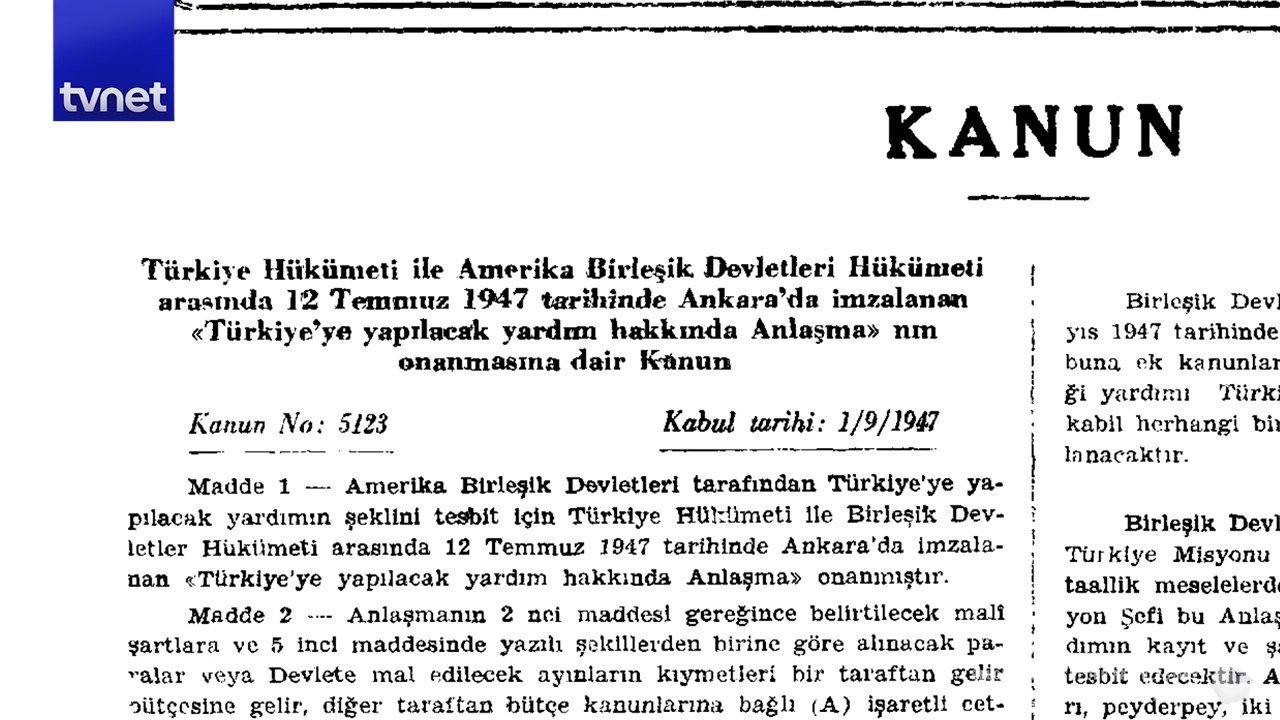 tvnet
KANUN
Türkiye Hükümeti ile Amerika Birleşik Devletleri Hükümeti
arasında 12 Temmuz 1947 tarihinde Ankara'da imzalanan
«Türkiye'ye yapılacak yardım hakkında Anlaşma» nın
onanmasına dair Kanun
Kanun No: 5123 Kabul tarihi: 1/9/1947
Madde 1 — Amerika Birleşik Devletleri tarafından Türkiye'ye ya-
pılacak yardımın şeklini tesbit için Türkiye Hükümeti ile Birleşik Dev-
letler Hükümeti arasında 12 Temmuz 1947 tarihinde Ankara'da imzala-
nan «Türkiye'ye yapılacak yardım hakkında Anlaşma» onanmıştır.
Madde 2 — Anlaşmanın 2 nci maddesi gereğince belirtilecek malî
şartlara ve 5 inci maddesinde yazılı şekillerden birine göre alınacak pa-
ralar veya Devlete mal edilecek ayınların kıymetleri bir taraftan gelir
bütçesine gelir, diğer taraftan bütçe kanunlarına bağlı (A) işaretli cet-
Birleşik Devl
yıs 1947 tarihinde
buna ek kanunlar
ği yardımı Türki
kabil herhangi bir
lanacaktır.
Birleşik Devl
Türkiye Misyonu
taallik meselelerde
yon Şefi bu Anlaş
dımın kayıt ve şa
tesbit edecektir. A
rı, peyderpey, iki